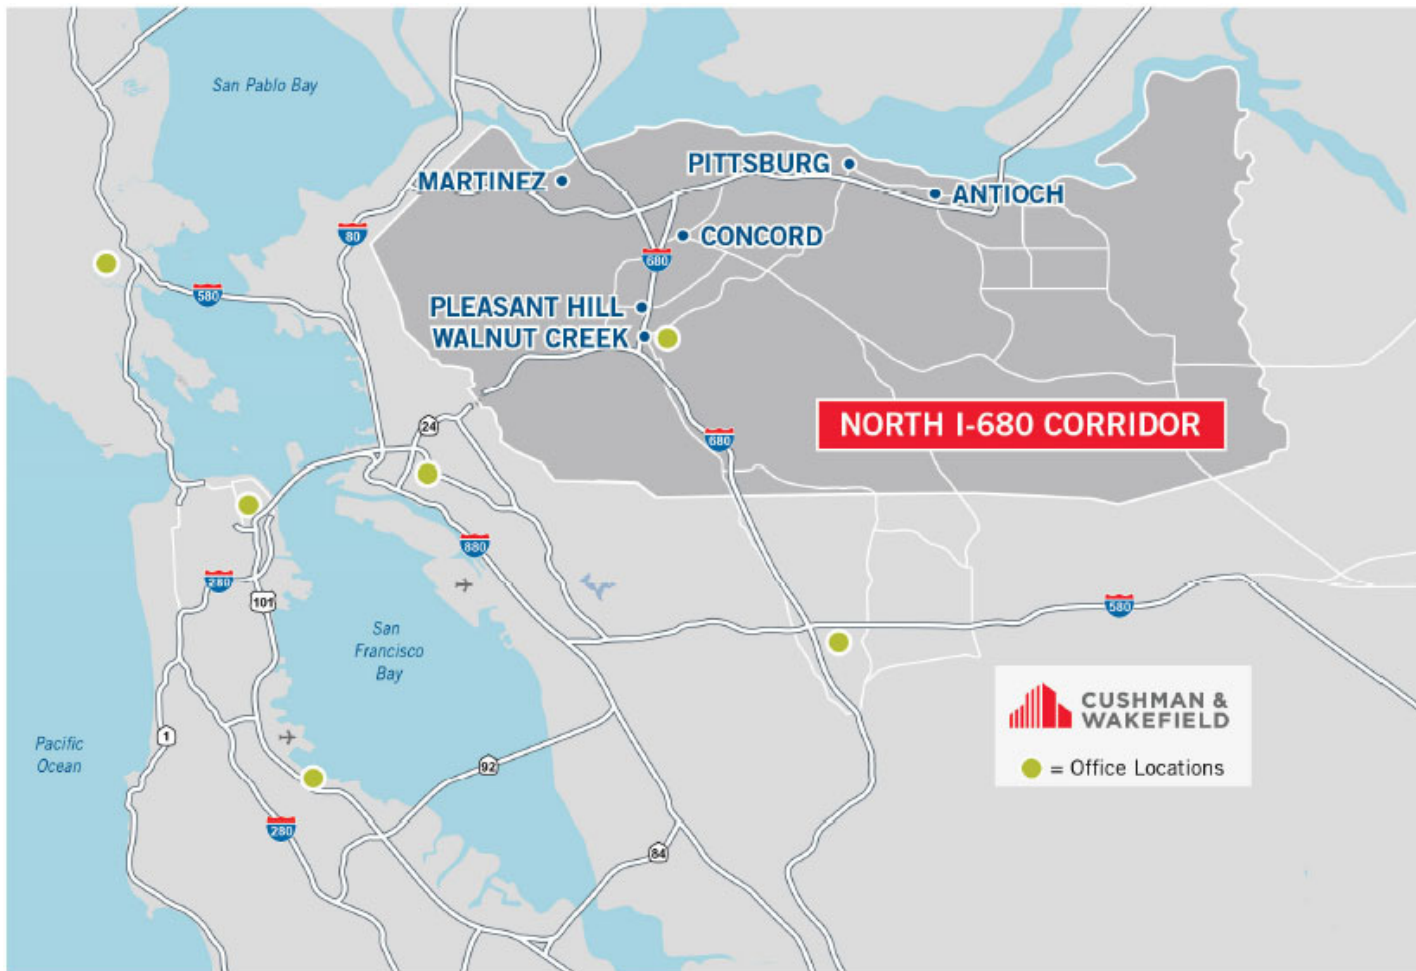 San Pablo Bay
PITTSBURG
MARTINEZ
ANTIOCH
80
CONCORD
680
580
PLEASANT HILL
WALNUT CREEK
NORTH I-680 CORRIDOR
24
680
880
280
101
580
San
Francisco
Bay
CUSHMAN &
WAKEFIELD
Pacific
Ocean
1
92
= Office Locations
280
84